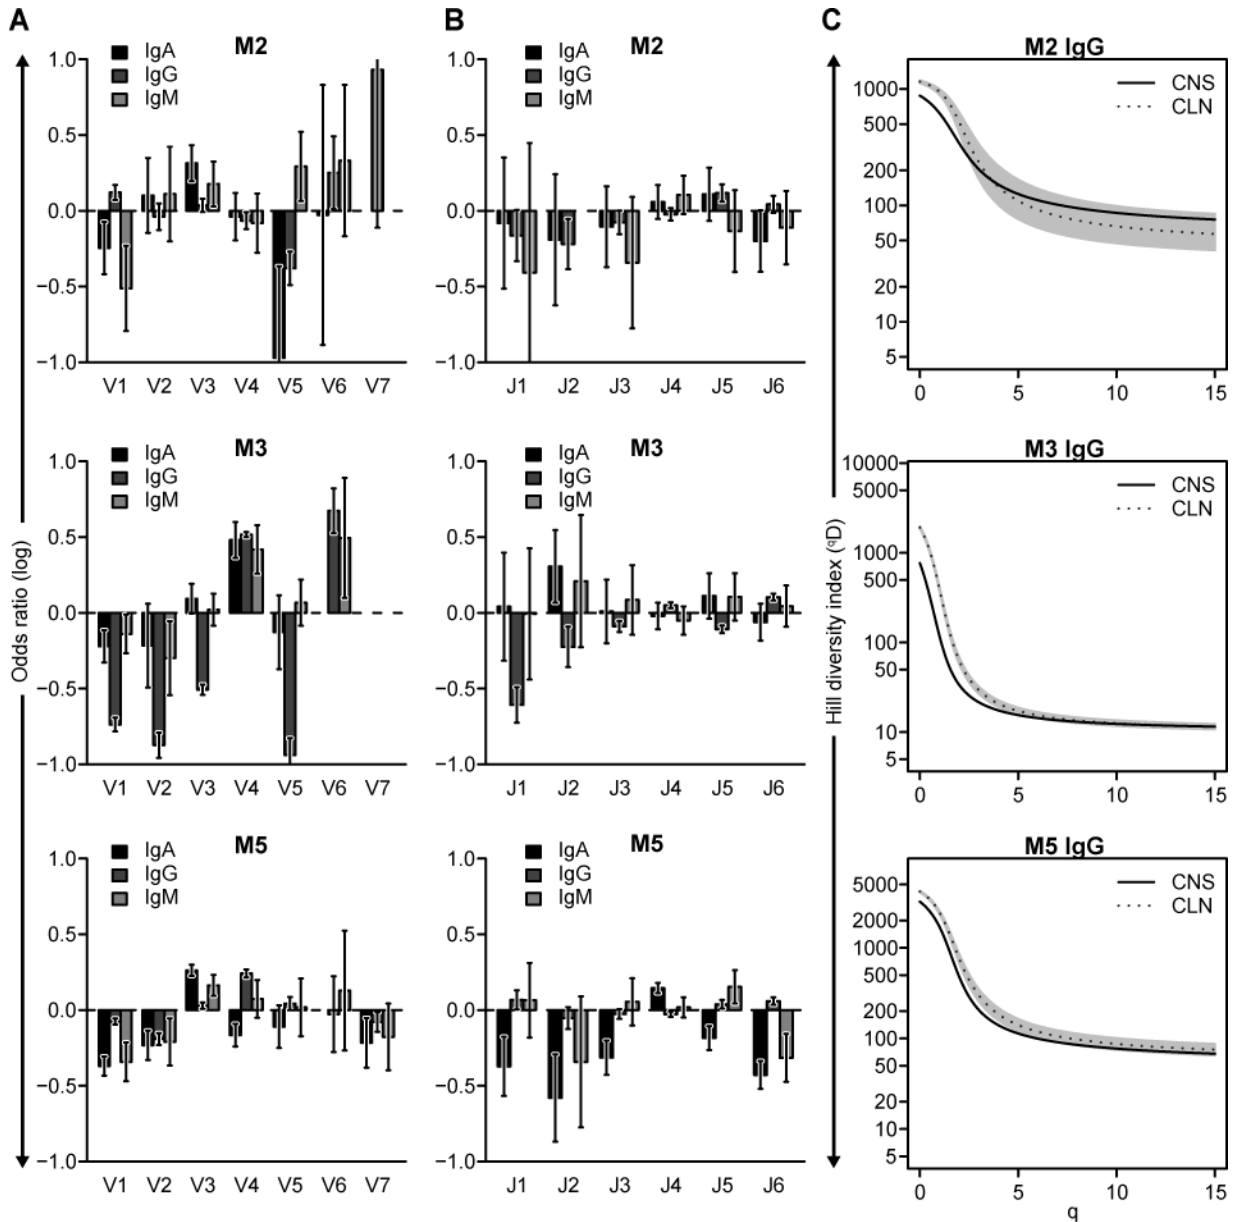 A
B
C
Odds ratio (log)
M2
IgA
IgG
IgM
1.0
0.5
0.0
−0.5
−1.0
V1 V2 V3 V4 V5 V6 V7
M2
IgA
IgG
IgM
1.0
0.5
0.0
−0.5
−1.0
J1 J2 J3 J4 J5 J6
Hill diversity index (qD)
M2 IgG
CNS
CLN
1000
500
200
100
50
20
10
5
0 5 10 15
M3
IgA
IgG
IgM
1.0
0.5
0.0
−0.5
−1.0
V1 V2 V3 V4 V5 V6 V7
M3
IgA
IgG
IgM
1.0
0.5
0.0
−0.5
−1.0
J1 J2 J3 J4 J5 J6
M3 IgG
CNS
CLN
10000
5000
1000
500
100
50
10
5
0 5 10 15
M5
IgA
IgG
IgM
1.0
0.5
0.0
−0.5
−1.0
V1 V2 V3 V4 V5 V6 V7
M5
IgA
IgG
IgM
1.0
0.5
0.0
−0.5
−1.0
J1 J2 J3 J4 J5 J6
M5 IgG
CNS
CLN
5000
2000
1000
500
200
100
50
20
10
5
0 5 10 15
q